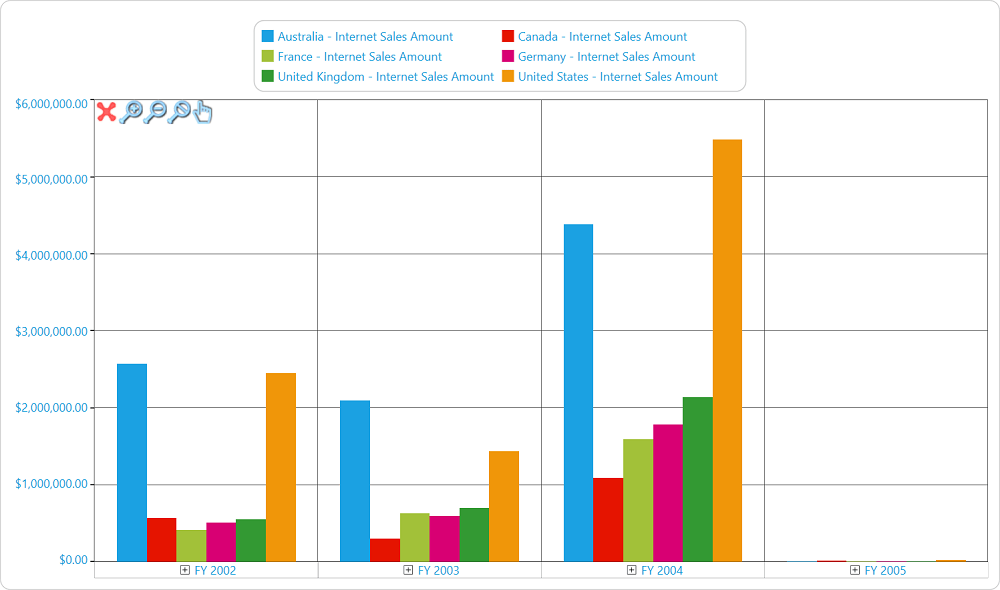 Australia - Internet Sales Amount Canada - Internet Sales Amount
France - Internet Sales Amount Germany - Internet Sales Amount
United Kingdom - Internet Sales Amount United States - Internet Sales Amount
$6,000,000.00
$5,000,000.00
$4,000,000.00
$3,000,000.00
$2,000,000.00
$1,000,000.00
$0.00
FY 2002 FY 2003 FY 2004 FY 2005